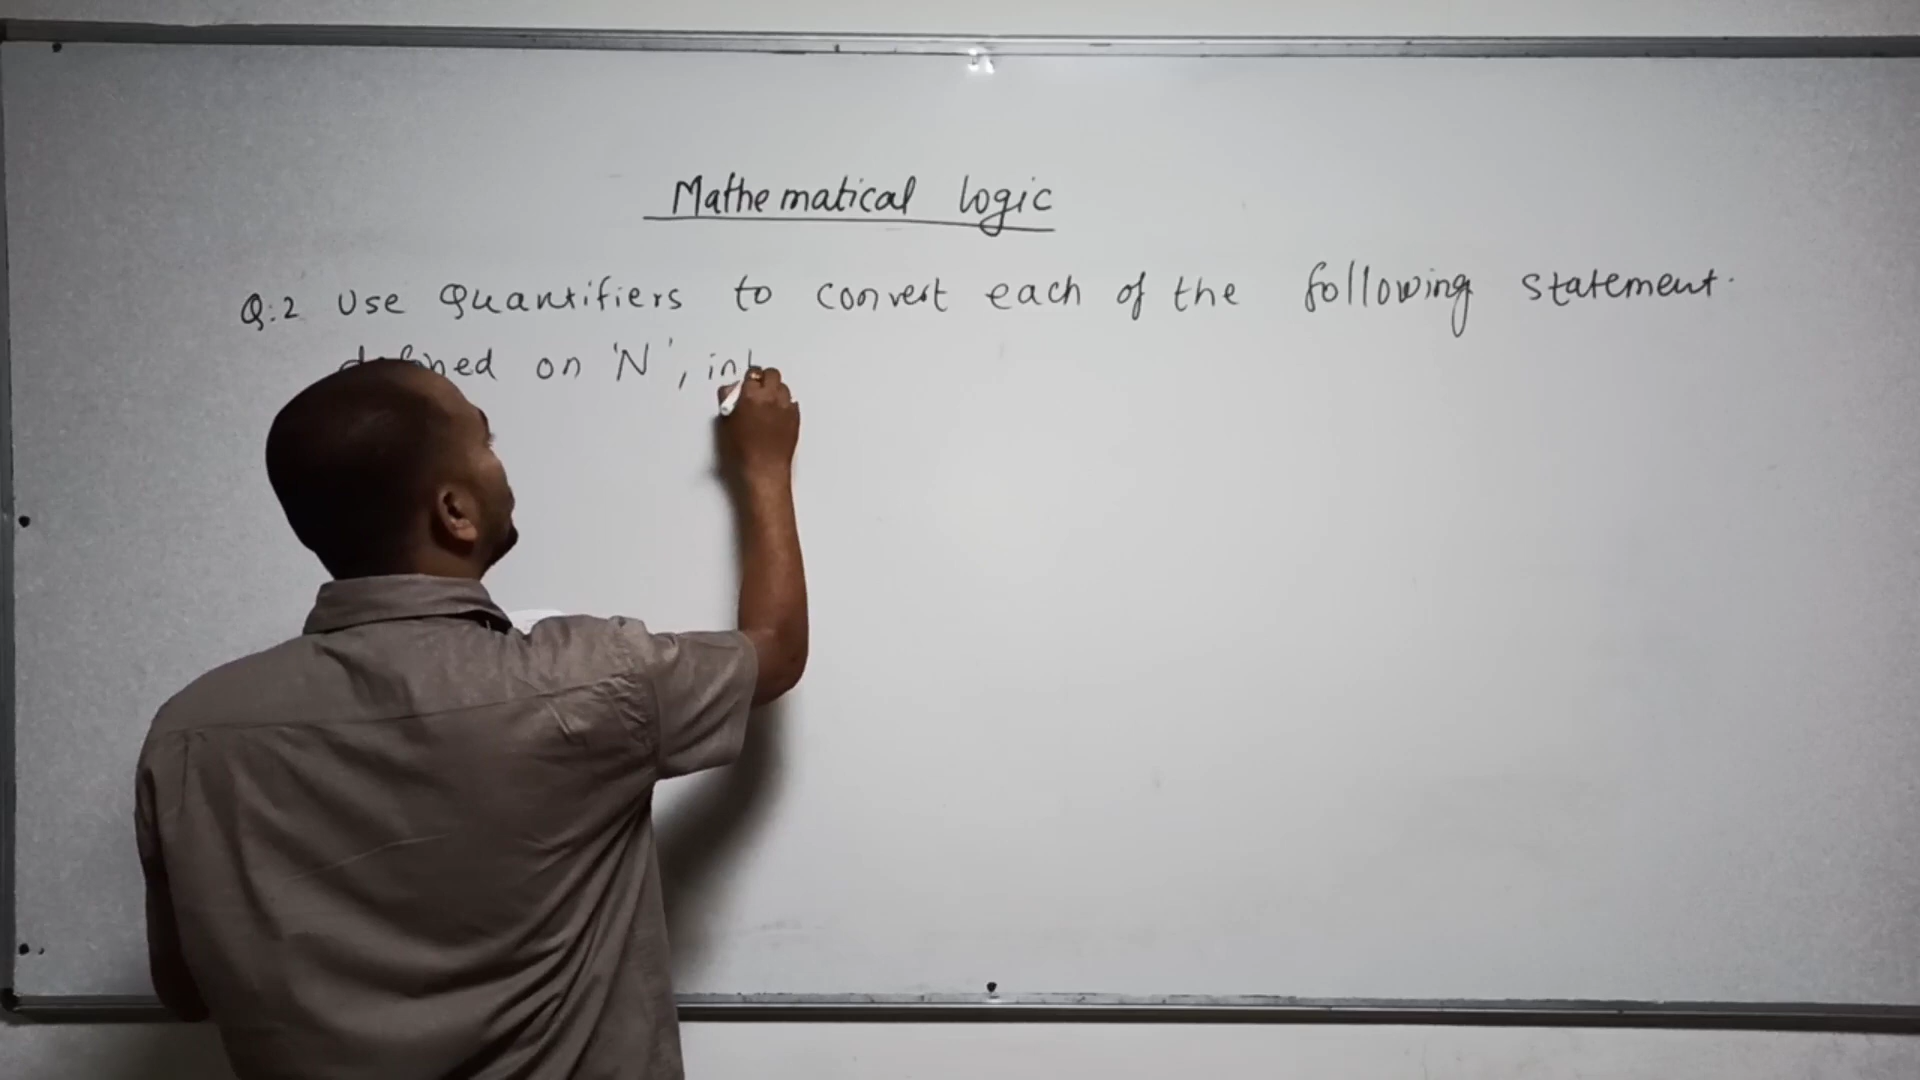 Mathematical logic
Q:2 Use Quantifiers to convert each of the following statement.
on 'N',